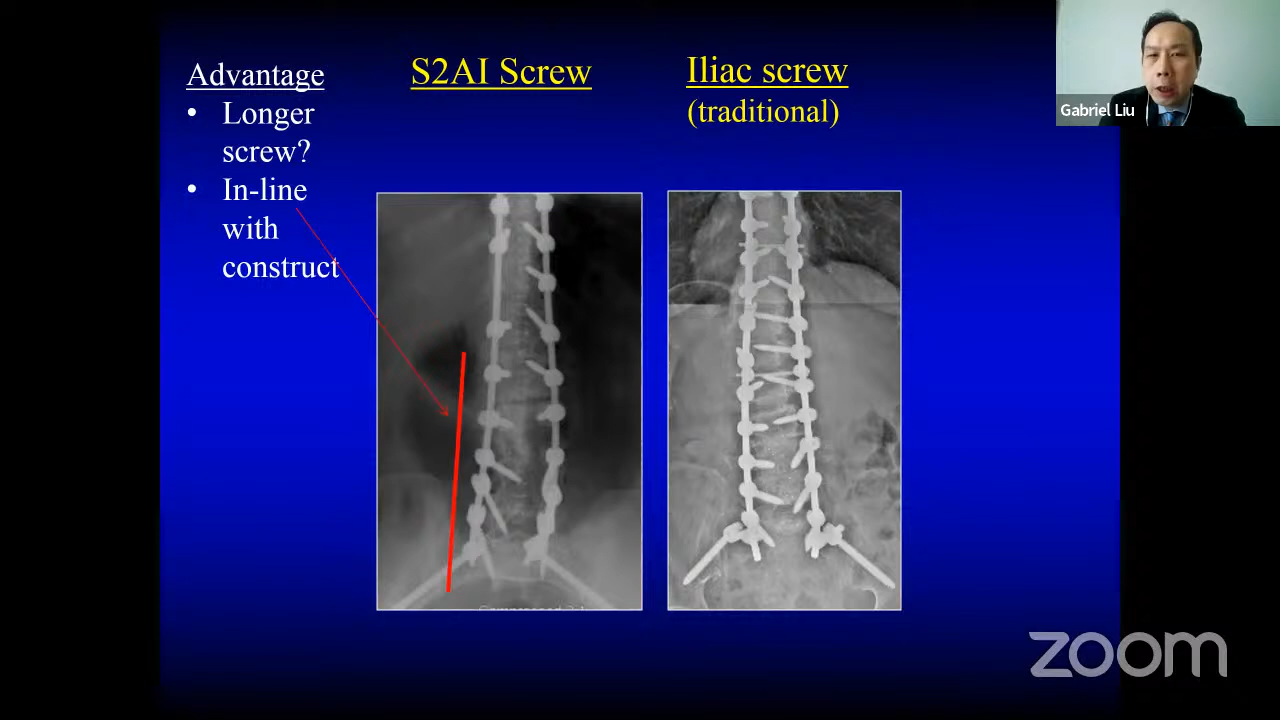 Advantage
• Longer
screw?
• In-line
with
construct
S2AI Screw
Iliac screw
(traditional)
Gabriel Liu
zoom